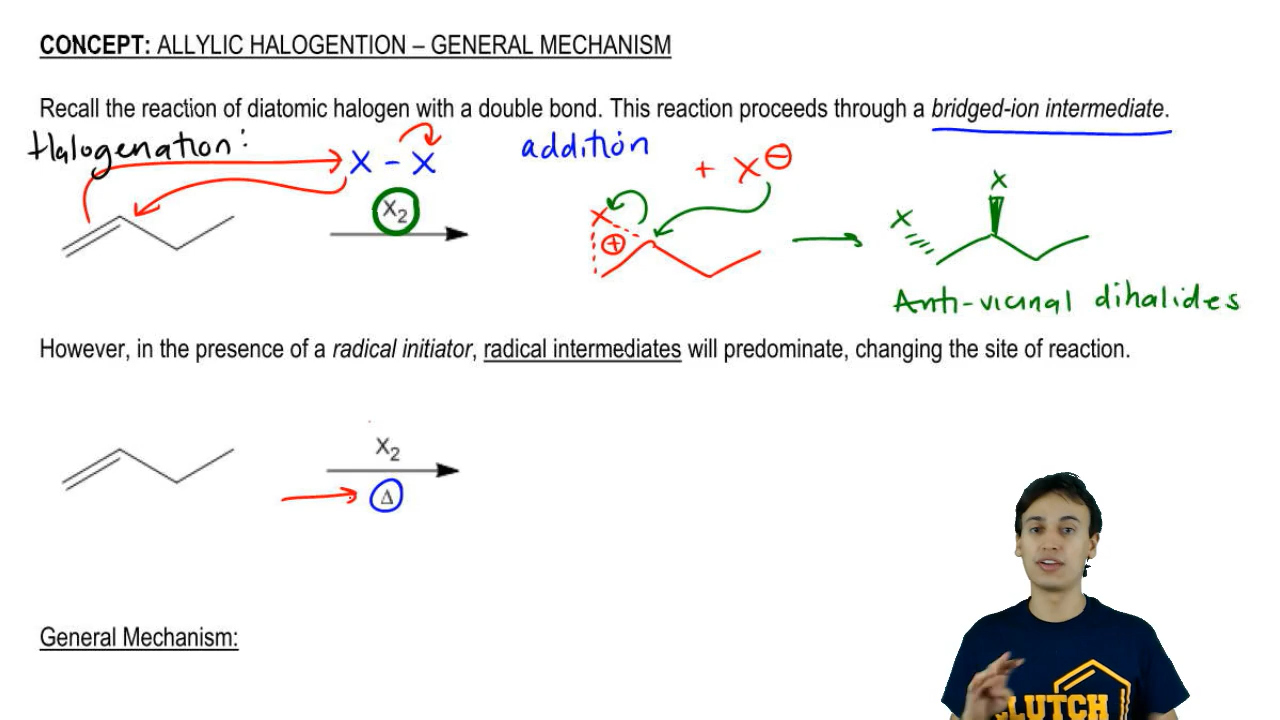 CONCEPT: ALLYLIC HALOGENTION – GENERAL MECHANISM
Recall the reaction of diatomic halogen with a double bond. This reaction proceeds through a bridged-ion intermediate.
Halogenation:
X - X
addition
+ X⊖
X₂
X
⊕
X
X
Anti-vicinal dihalides
However, in the presence of a radical initiator, radical intermediates will predominate, changing the site of reaction.
X₂
Δ
General Mechanism:
CLUTCH